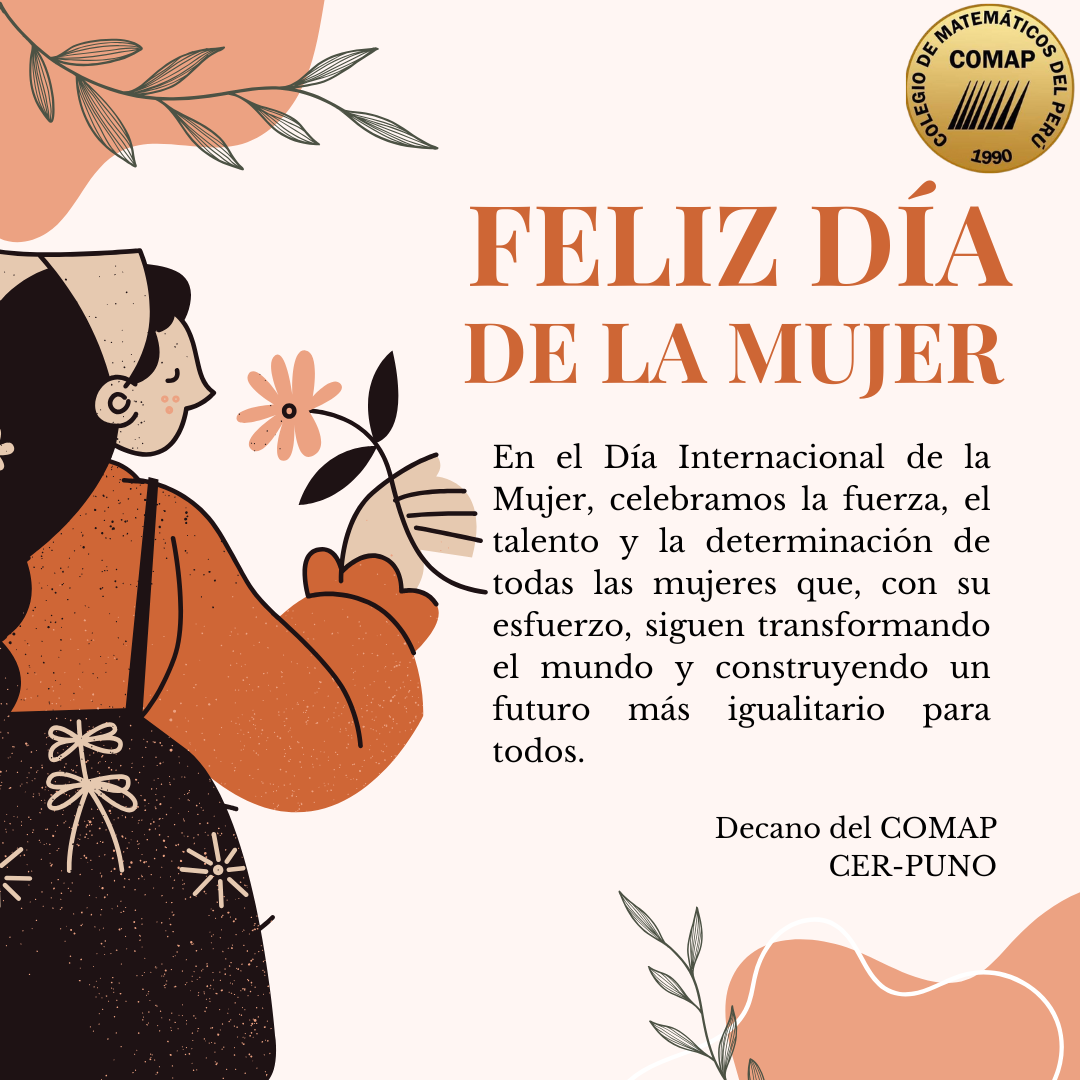 COLEGIO DE MATEMÁTICOS DEL PERÚ
COMAP
1990
FELIZ DÍA
DE LA MUJER
En el Día Internacional de la
Mujer, celebramos la fuerza, el
talento y la determinación de
todas las mujeres que, con su
esfuerzo, siguen transformando
el mundo y construyendo un
futuro más igualitario para
todos.
Decano del COMAP
CER-PUNO